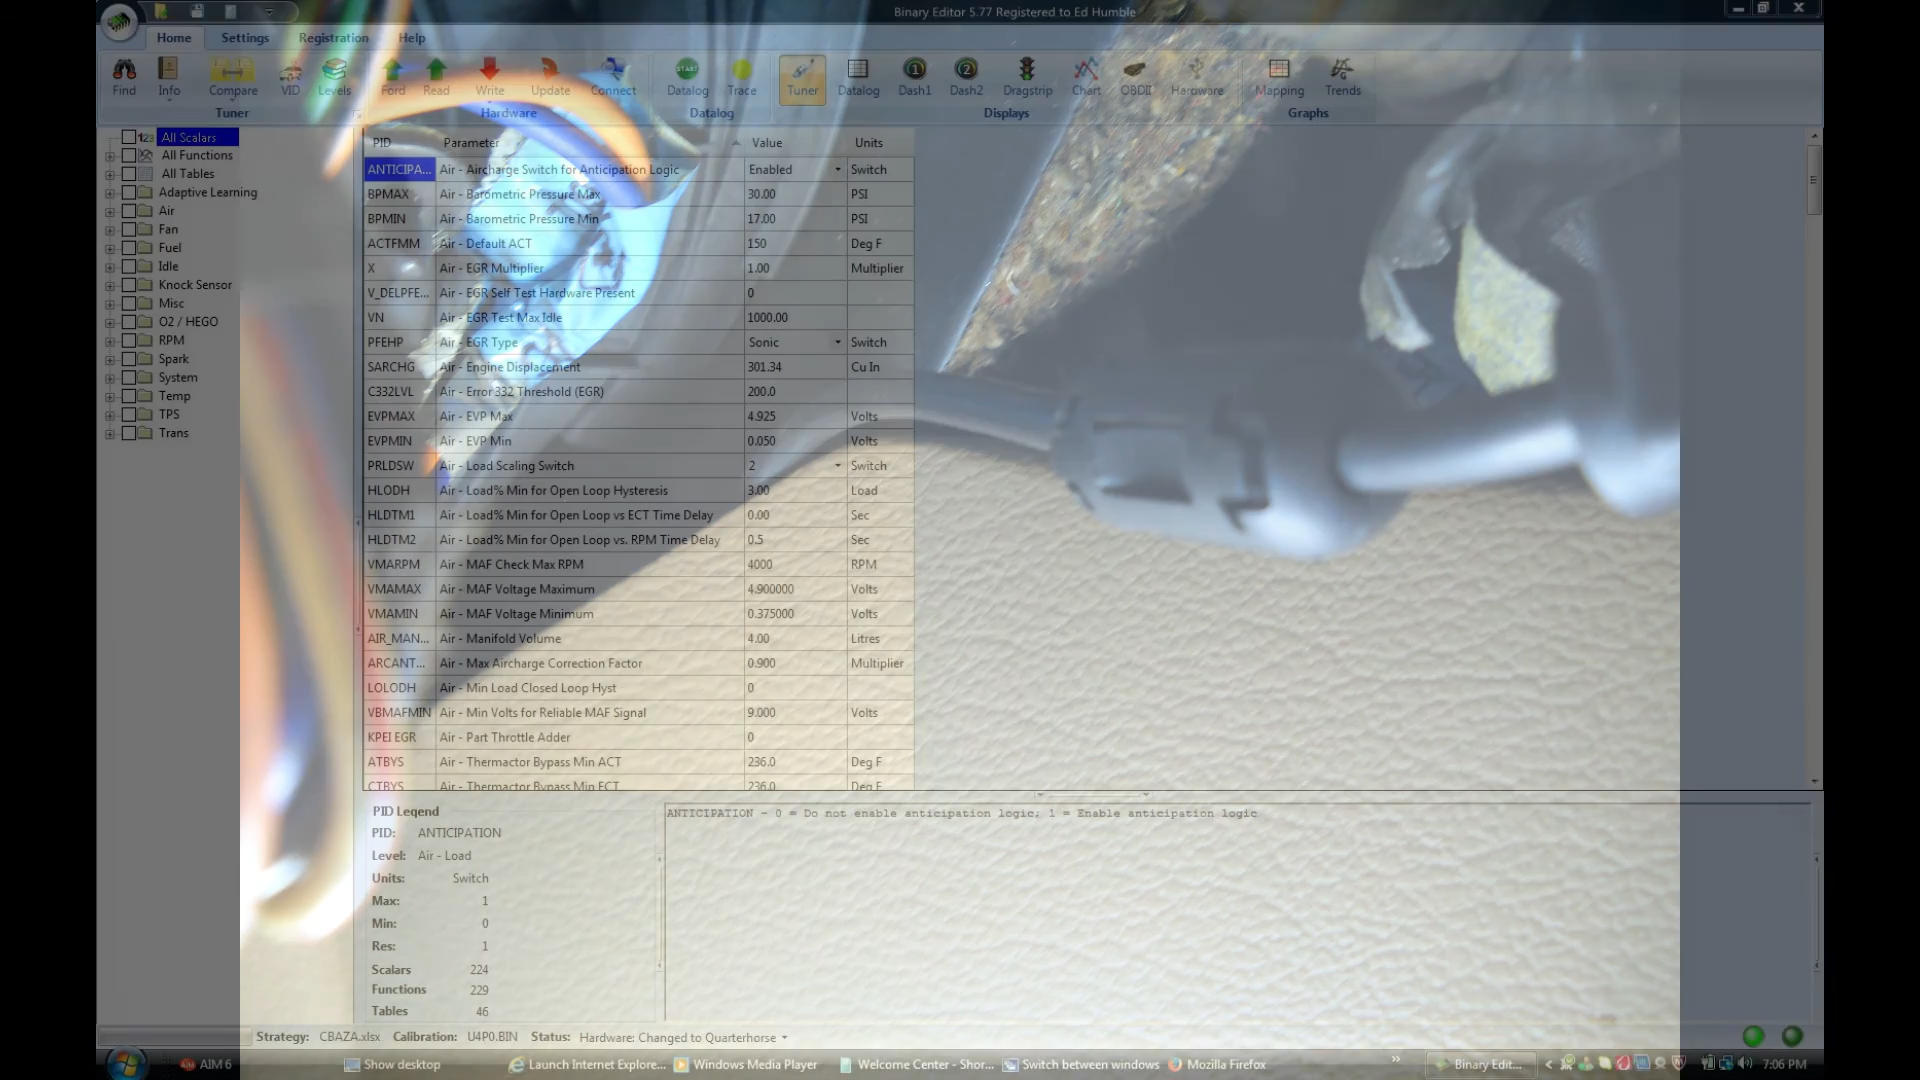 Binary Editor 5.77 Registered to Ed Humble
Home Settings Registration Help
Find Info Compare VID Levels Ford Read Write Update Connect Datalog Trace Tuner Datalog Dash1 Dash2 Dragstrip Chart OBDII Hardware Mapping Trends
Tuner Hardware Datalog Displays Graphs
All Scalars
All Functions
All Tables
Adaptive Learning
Air
Fan
Fuel
Idle
Knock Sensor
Misc
O2 / HEGO
RPM
Spark
System
Temp
TPS
Trans
PID Parameter Value Units
ANTICIPA... Air - Aircharge Switch for Anticipation Logic Enabled Switch
BPMAX Air - Barometric Pressure Max 30.00 PSI
BPMIN Air - Barometric Pressure Min 17.00 PSI
ACTFMM Air - Default ACT 150 Deg F
X Air - EGR Multiplier 1.00 Multiplier
V_DELPFE... Air - EGR Self Test Hardware Present 0
VN Air - EGR Test Max Idle 1000.00
PFEHP Air - EGR Type Sonic Switch
SARCHG Air - Engine Displacement 301.34 Cu In
C332LVL Air - Error 332 Threshold (EGR) 200.0
EVPMAX Air - EVP Max 4.925 Volts
EVPMIN Air - EVP Min 0.050 Volts
PRLDSW Air - Load Scaling Switch 2 Switch
HLODH Air - Load% Min for Open Loop Hysteresis 3.00 Load
HLDTM1 Air - Load% Min for Open Loop vs ECT Time Delay 0.00 Sec
HLDTM2 Air - Load% Min for Open Loop vs. RPM Time Delay 0.5 Sec
VMARPM Air - MAF Check Max RPM 4000 RPM
VMAMAX Air - MAF Voltage Maximum 4.900000 Volts
VMAMIN Air - MAF Voltage Minimum 0.375000 Volts
AIR_MAN... Air - Manifold Volume 4.00 Litres
ARCANT... Air - Max Aircharge Correction Factor 0.900 Multiplier
LOLODH Air - Min Load Closed Loop Hyst 0
VBMAFMIN Air - Min Volts for Reliable MAF Signal 9.000 Volts
KPEI EGR Air - Part Throttle Adder 0
ATBYS Air - Thermactor Bypass Min ACT 236.0 Deg F
CTBYS Air - Thermactor Bypass Min ECT 236.0 Deg F
PID Legend
PID: ANTICIPATION
Level: Air - Load
Units: Switch
Max: 1
Min: 0
Res: 1
Scalars 224
Functions 229
Tables 46
ANTICIPATION - 0 = Do not enable anticipation logic; 1 = Enable anticipation logic
Strategy: CBAZA.xlsx Calibration: U4P0.BIN Status: Hardware: Changed to Quarterhorse
AIM 6 Show desktop Launch Internet Explore... Windows Media Player Welcome Center - Shor... Switch between windows Mozilla Firefox » Binary Edit... 7:06 PM